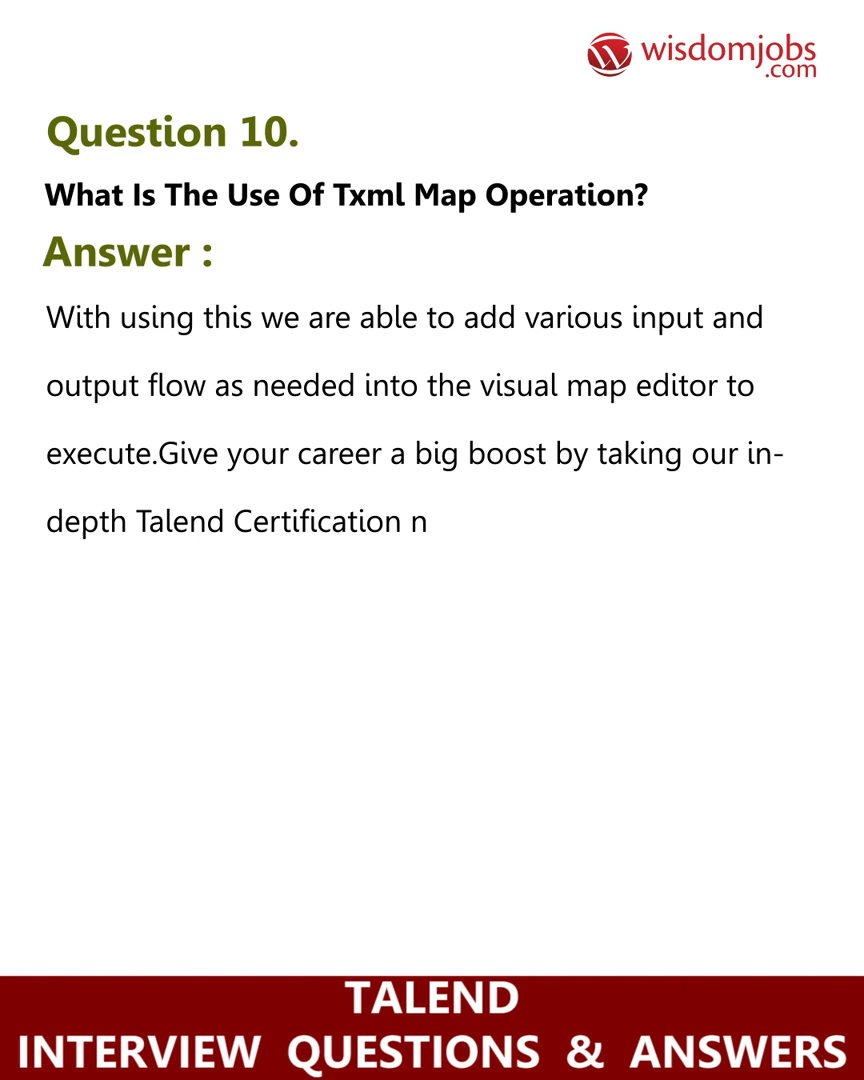 wisdomjobs
.com
Question 10.
What Is The Use Of Txml Map Operation?
Answer :
With using this we are able to add various input and
output flow as needed into the visual map editor to
execute.Give your career a big boost by taking our in-
depth Talend Certification n
TALEND
INTERVIEW QUESTIONS & ANSWERS